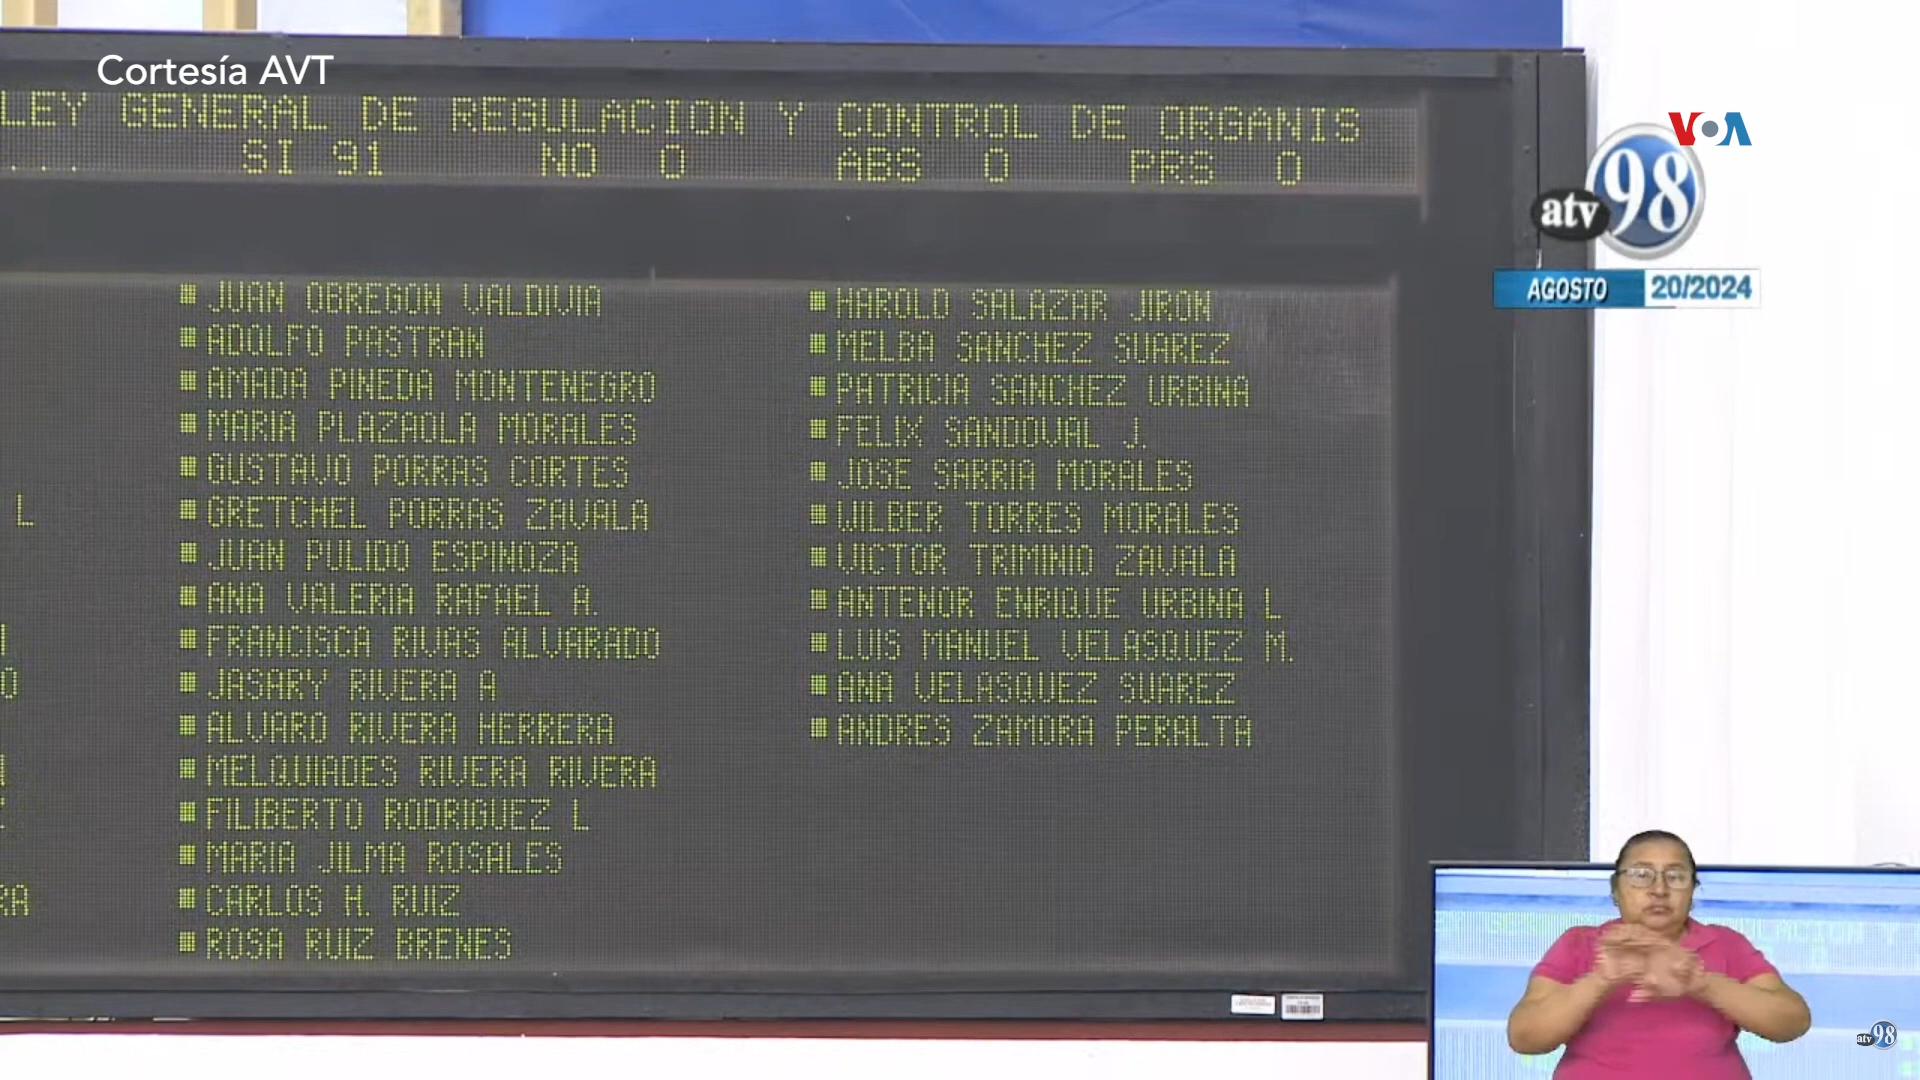 Cortesía AVT
LEY GENERAL DE REGULACION Y CONTROL DE ORGANIS
... SI 91 NO 0 ABS 0 PRS 0
VOA
atv 98
AGOSTO 20/2024
L
O
RA
JUAN OBREGON VALDIVIA
ADOLFO PASTRAN
AMADA PINEDA MONTENEGRO
MARIA PLAZAOLA MORALES
GUSTAVO PORRAS CORTES
GRETCHEL PORRAS ZAVALA
JUAN PULIDO ESPINOZA
ANA VALERIA RAFAEL A.
FRANCISCA RIVAS ALVARADO
JASARY RIVERA A
ALVARO RIVERA HERRERA
MELQUIADES RIVERA RIVERA
FILIBERTO RODRIGUEZ L
MARIA JILMA ROSALES
CARLOS H. RUIZ
ROSA RUIZ BRENES
HAROLD SALAZAR JIRON
MELBA SANCHEZ SUAREZ
PATRICIA SANCHEZ URBINA
FELIX SANDOVAL J.
JOSE SARRIA MORALES
WILBER TORRES MORALES
VICTOR TRIMINIO ZAVALA
ANTENOR ENRIQUE URBINA L
LUIS MANUEL VELASQUEZ M.
ANA VELASQUEZ SUAREZ
ANDRES ZAMORA PERALTA
atv 98